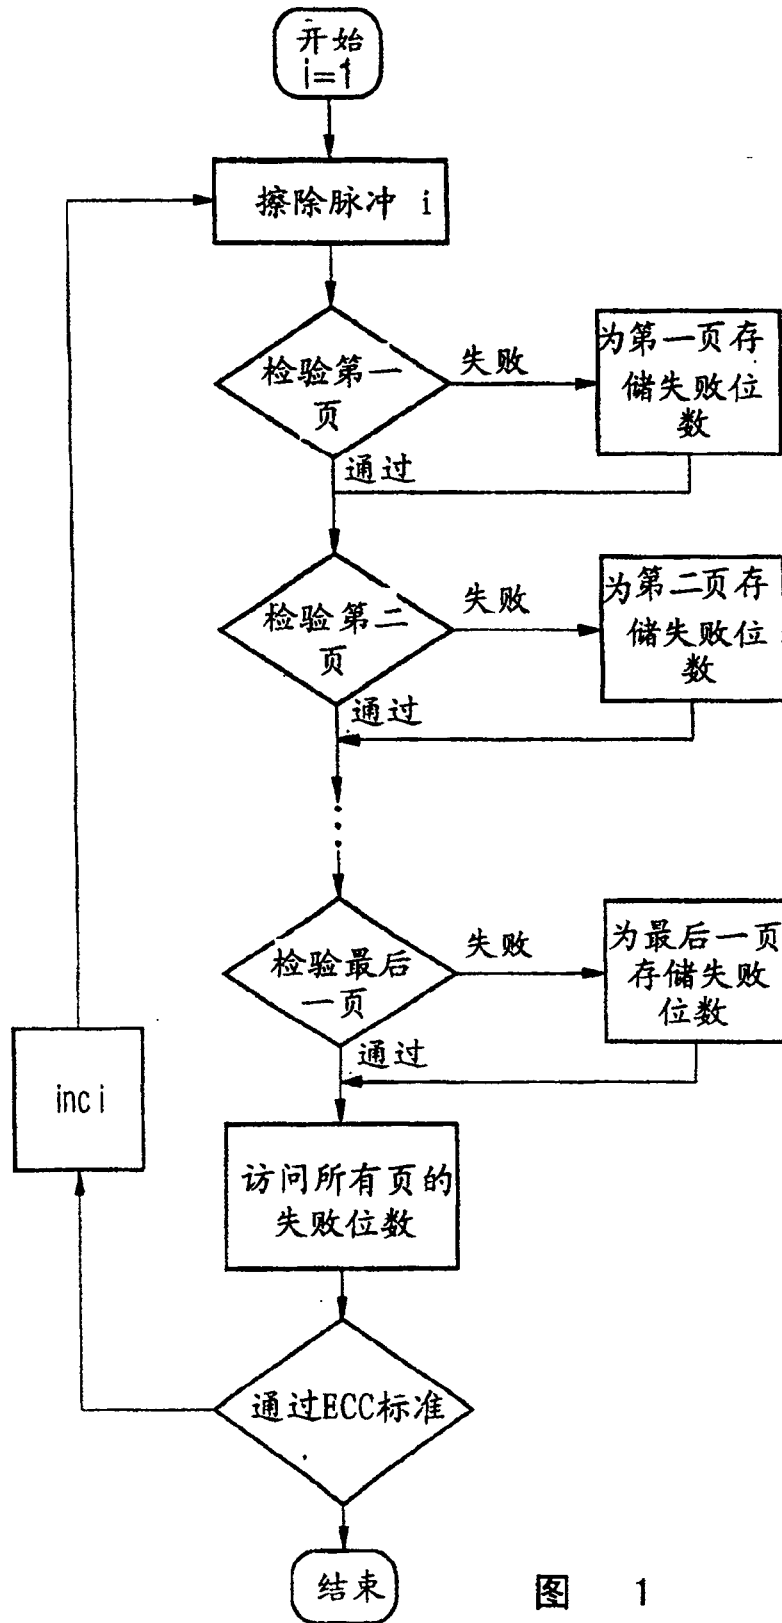 开始
i=1
擦除脉冲 i
检验第一
页
失败
为第一页存
储失败位
数
通过
检验第二
页
失败
为第二页存
储失败位
数
通过
检验最后
一页
失败
为最后一页
存储失败
位数
通过
inc i
访问所有页的
失败位数
通过ECC标准
结束
图 1